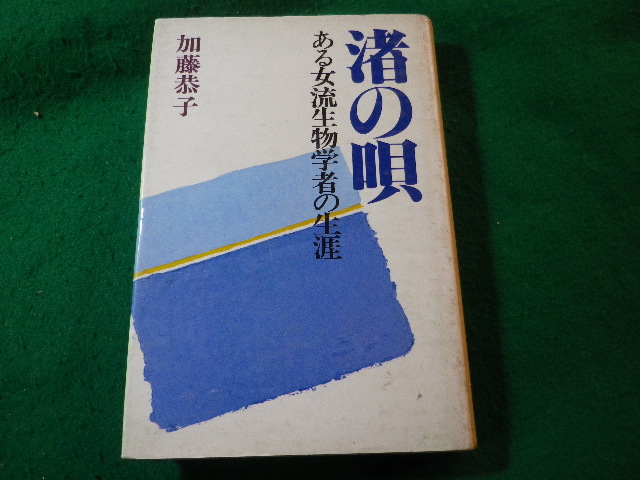 渚の唄
ある女流生物学者の生涯
加藤恭子